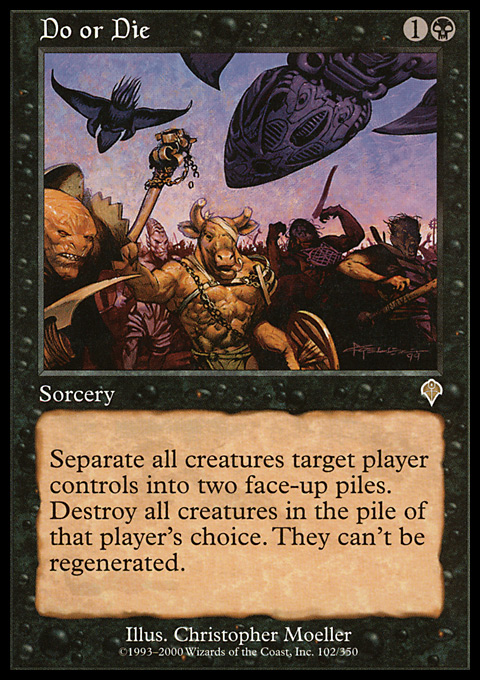 Do or Die 1
Sorcery
Separate all creatures target player
controls into two face-up piles.
Destroy all creatures in the pile of
that player's choice. They can't be
regenerated.
Illus. Christopher Moeller
©1993–2000 Wizards of the Coast, Inc. 102/350